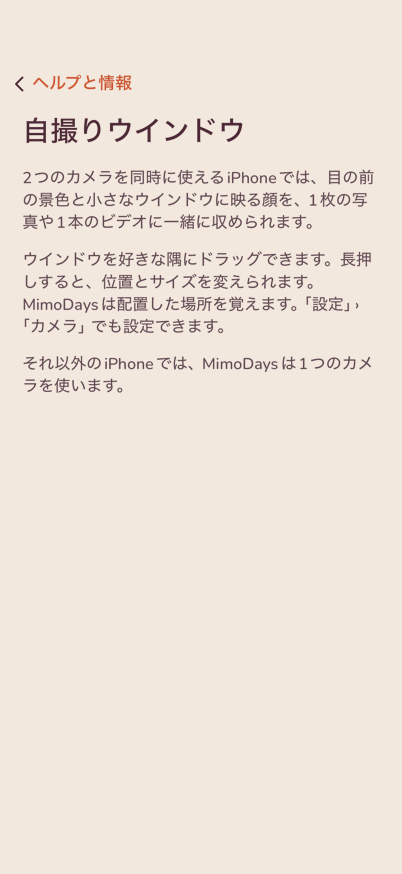 ヘルプと情報
自撮りウインドウ
2つのカメラを同時に使えるiPhoneでは、目の前
の景色と小さなウインドウに映る顔を、1枚の写
真や1本のビデオに一緒に収められます。
ウインドウを好きな隅にドラッグできます。長押
しすると、位置とサイズを変えられます。
MimoDaysは配置した場所を覚えます。「設定」›
「カメラ」でも設定できます。
それ以外のiPhoneでは、MimoDaysは1つのカメ
ラを使います。